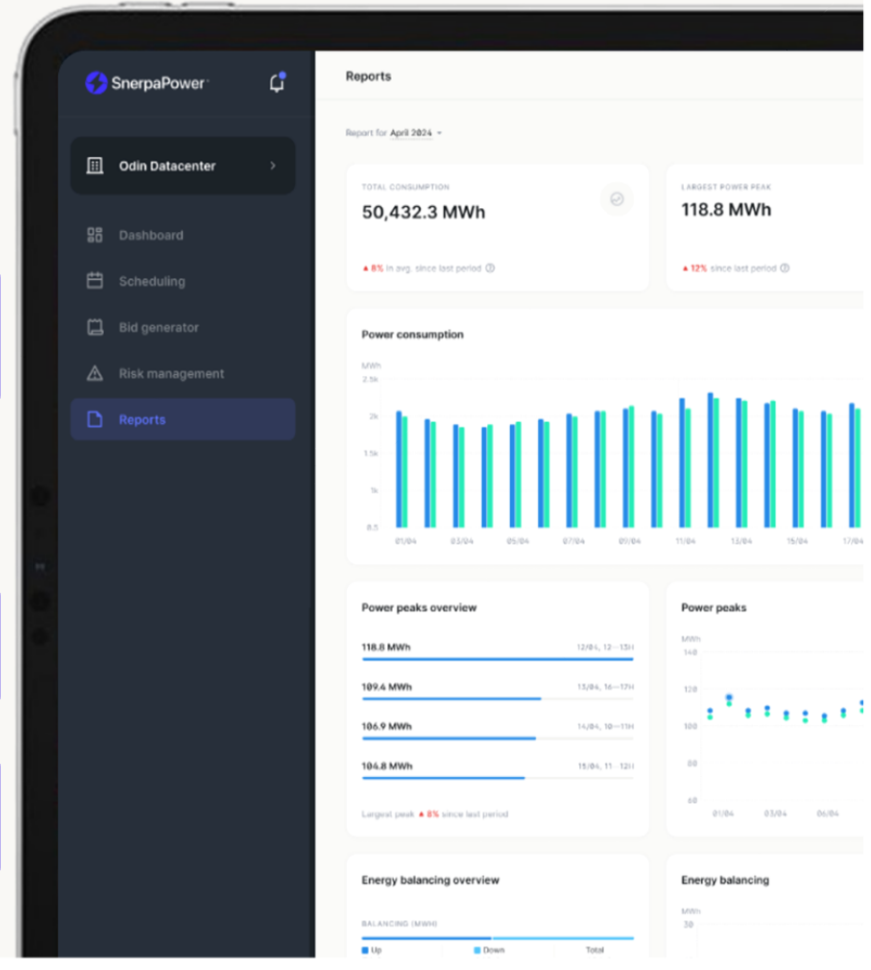 SnerpaPower
Odin Datacenter
Dashboard
Scheduling
Bid generator
Risk management
Reports
Reports
Report for April 2024
TOTAL CONSUMPTION
50,432.3 MWh
▲ 8% in avg. since last period
LARGEST POWER PEAK
118.8 MWh
▲ 12% since last period
Power consumption
MWh
2.5k
2k
1.5k
1k
0.5
01/04 03/04 05/04 07/04 09/04 11/04 13/04 15/04 17/04
Power peaks overview
118.8 MWh 12/04, 12—13H
109.4 MWh 13/04, 16—17H
106.9 MWh 14/04, 10—11H
104.8 MWh 15/04, 11—12H
Largest peak ▲ 8% since last period
Power peaks
MWh
140
120
100
80
60
01/04 03/04 06/04
Energy balancing overview
BALANCING (MWH)
Up Down Total
Energy balancing
MWh
30